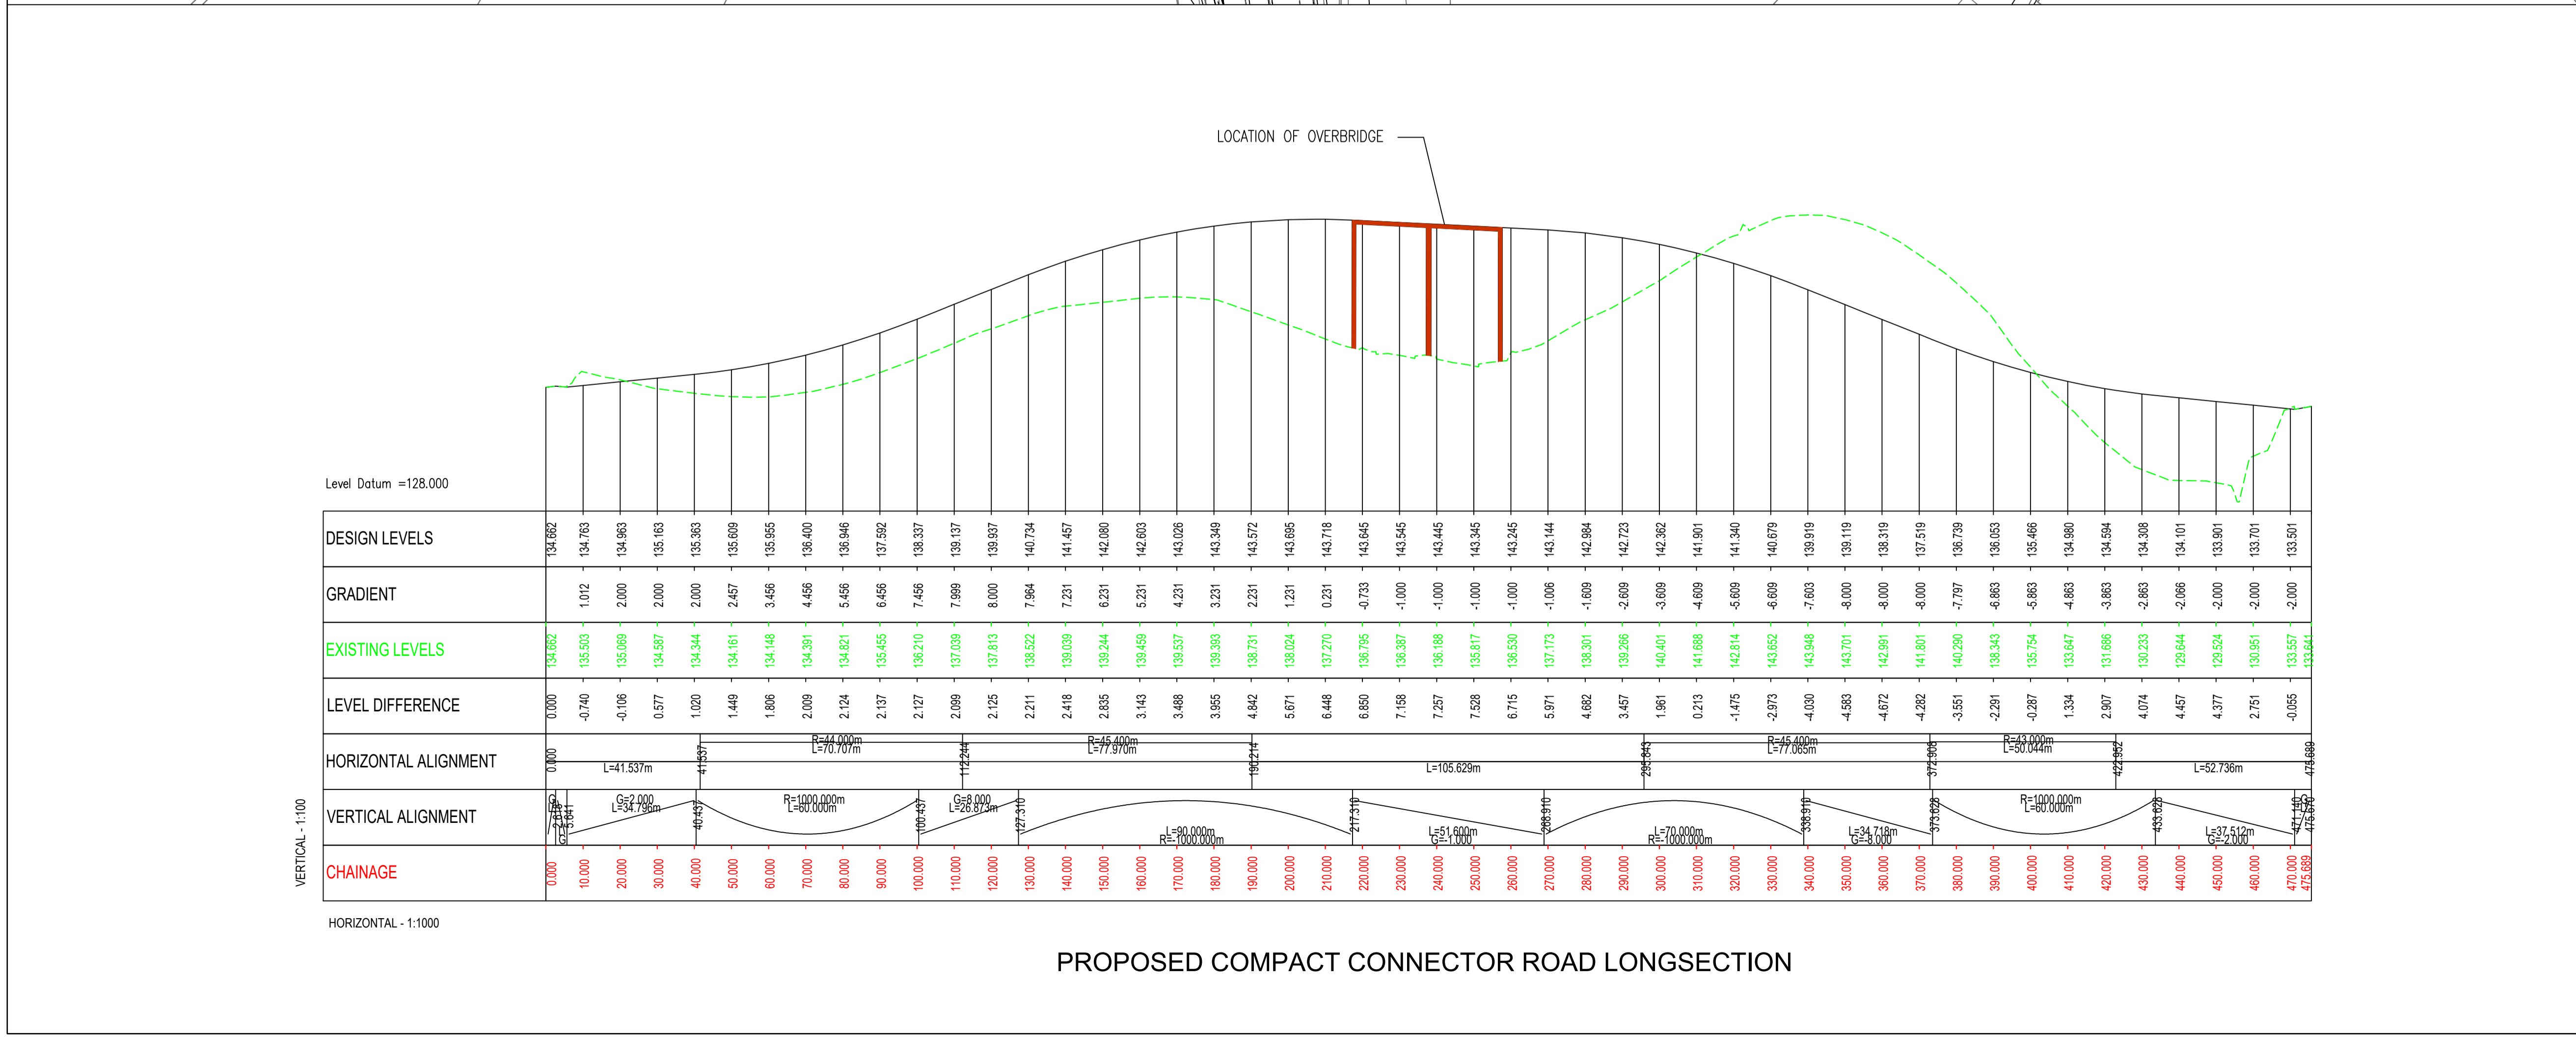 LOCATION OF OVERBRIDGE
Level Datum =128.000
DESIGN LEVELS 134.662 134.763 134.963 135.163 135.363 135.609 135.955 136.400 136.946 137.592 138.337 139.137 139.937 140.734 141.457 142.080 142.603 143.026 143.349 143.572 143.695 143.718 143.645 143.545 143.445 143.345 143.245 143.144 142.984 142.723 142.362 141.901 141.340 140.679 139.919 139.119 138.319 137.519 136.739 136.053 135.466 134.980 134.594 134.308 134.101 133.901 133.701 133.501
GRADIENT 1.012 2.000 2.000 2.000 2.457 3.456 4.456 5.456 6.456 7.456 7.999 8.000 7.964 7.231 6.231 5.231 4.231 3.231 2.231 1.231 0.231 -0.733 -1.000 -1.000 -1.000 -1.000 -1.006 -1.609 -2.609 -3.609 -4.609 -5.609 -6.609 -7.603 -8.000 -8.000 -8.000 -7.797 -6.863 -5.863 -4.863 -3.863 -2.863 -2.066 -2.000 -2.000 -2.000
EXISTING LEVELS 134.662 135.503 135.069 134.587 134.344 134.161 134.148 134.391 134.821 135.455 136.210 137.039 137.813 138.522 139.039 139.244 139.459 139.537 139.393 138.731 138.024 137.270 136.795 136.387 136.188 135.817 136.530 137.173 138.301 139.266 140.401 141.688 142.814 143.652 143.948 143.701 142.991 141.801 140.290 138.343 135.754 133.647 131.686 130.233 129.644 129.524 130.951 133.557 133.641
LEVEL DIFFERENCE 0.000 -0.740 -0.106 0.577 1.020 1.449 1.806 2.009 2.124 2.137 2.127 2.099 2.125 2.211 2.418 2.835 3.143 3.488 3.955 4.842 5.671 6.448 6.850 7.158 7.257 7.528 6.715 5.971 4.682 3.457 1.961 0.213 -1.475 -2.973 -4.030 -4.583 -4.672 -4.282 -3.551 -2.291 -0.287 1.334 2.907 4.074 4.457 4.377 2.751 -0.055
R=44.000m R=45.400m R=45.400m R=43.000m
L=70.707m L=77.970m L=77.065m L=50.044m
HORIZONTAL ALIGNMENT 0.000 41.537 112.244 190.214 295.843 372.908 422.952 475.689
L=41.537m L=105.629m L=52.736m
G=2.000 R=1000.000m G=8.000 R=1000.000m
L=34.796m L=60.000m L=26.873m L=60.000m
VERTICAL ALIGNMENT 5.641 40.437 100.437 127.310 217.310 268.910 338.910 373.628 433.628 471.140
L=90.000m L=51.600m L=70.000m L=34.718m L=37.512m
R=-1000.000m G=-1.000 R=-1000.000m G=-8.000 G=-2.000
CHAINAGE 0.000 10.000 20.000 30.000 40.000 50.000 60.000 70.000 80.000 90.000 100.000 110.000 120.000 130.000 140.000 150.000 160.000 170.000 180.000 190.000 200.000 210.000 220.000 230.000 240.000 250.000 260.000 270.000 280.000 290.000 300.000 310.000 320.000 330.000 340.000 350.000 360.000 370.000 380.000 390.000 400.000 410.000 420.000 430.000 440.000 450.000 460.000 470.000 475.689
VERTICAL - 1:100
HORIZONTAL - 1:1000
PROPOSED COMPACT CONNECTOR ROAD LONGSECTION